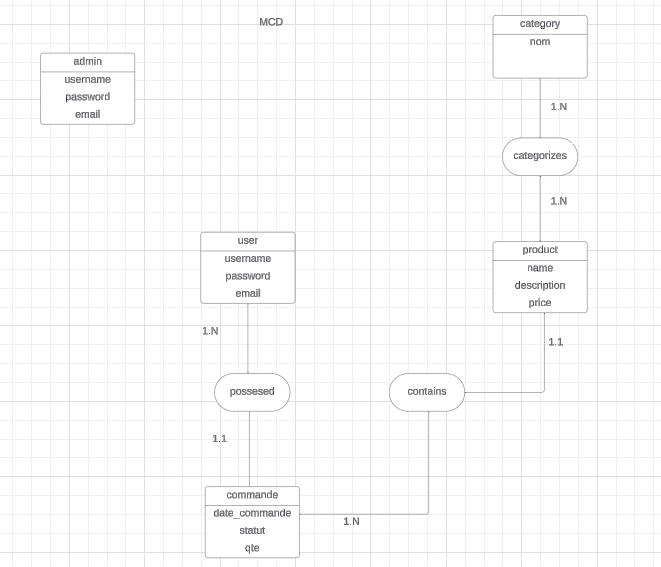 MCD
category
nom
admin
username
password
email
1.N
categorizes
1.N
user
username
password
email
product
name
description
price
1.N
1.1
possesed
contains
1.1
commande
date_commande
statut
qte
1.N